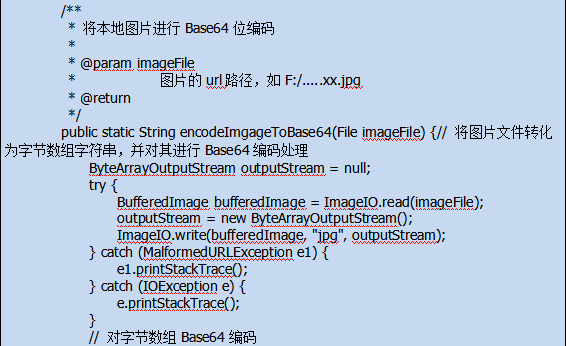 /**
* 将本地图片进行 Base64 位编码
*
* @param imageFile
* 图片的 url 路径，如 F:/.....xx.jpg
* @return
*/
public static String encodeImgageToBase64(File imageFile) {// 将图片文件转化
为字节数组字符串，并对其进行 Base64 编码处理
ByteArrayOutputStream outputStream = null;
try {
BufferedImage bufferedImage = ImageIO.read(imageFile);
outputStream = new ByteArrayOutputStream();
ImageIO.write(bufferedImage, "jpg", outputStream);
} catch (MalformedURLException e1) {
e1.printStackTrace();
} catch (IOException e) {
e.printStackTrace();
}
// 对字节数组 Base64 编码